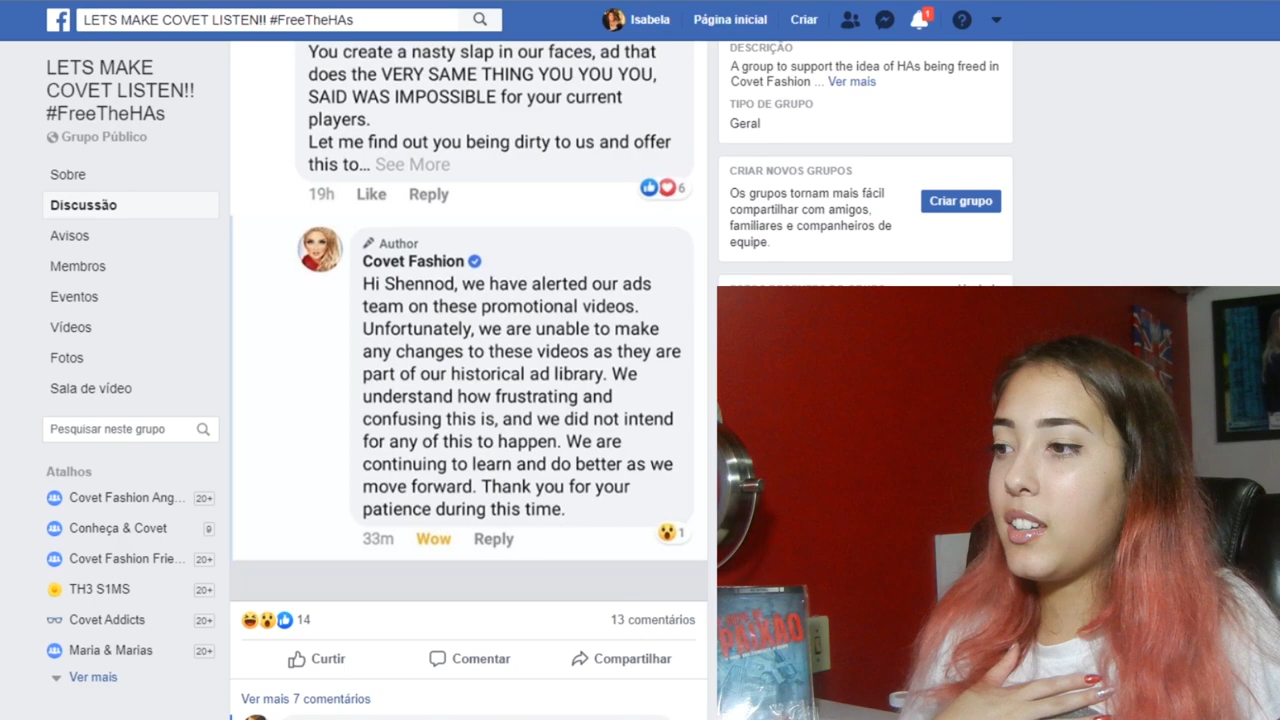 LETS MAKE COVET LISTEN!! #FreeTheHAs
Isabela
Página inicial
Criar
1
LETS MAKE
COVET LISTEN!!
#FreeTheHAs
Grupo Público
Sobre
Discussão
Avisos
Membros
Eventos
Vídeos
Fotos
Sala de vídeo
Pesquisar neste grupo
Atalhos
Covet Fashion Ang... 20+
Conheça & Covet 9
Covet Fashion Frie... 20+
TH3 S1MS 20+
Covet Addicts 20+
Maria & Marias 20+
Ver mais
You create a nasty slap in our faces, ad that
does the VERY SAME THING YOU YOU YOU,
SAID WAS IMPOSSIBLE for your current
players.
Let me find out you being dirty to us and offer
this to... See More
19h Like Reply 6
Author
Covet Fashion
Hi Shennod, we have alerted our ads
team on these promotional videos.
Unfortunately, we are unable to make
any changes to these videos as they are
part of our historical ad library. We
understand how frustrating and
confusing this is, and we did not intend
for any of this to happen. We are
continuing to learn and do better as we
move forward. Thank you for your
patience during this time.
33m Wow Reply 1
14 13 comentários
Curtir Comentar Compartilhar
Ver mais 7 comentários
DESCRIÇÃO
A group to support the idea of HAs being freed in
Covet Fashion ... Ver mais
TIPO DE GRUPO
Geral
CRIAR NOVOS GRUPOS
Os grupos tornam mais fácil
compartilhar com amigos,
familiares e companheiros de
equipe.
Criar grupo
PAIXÃO